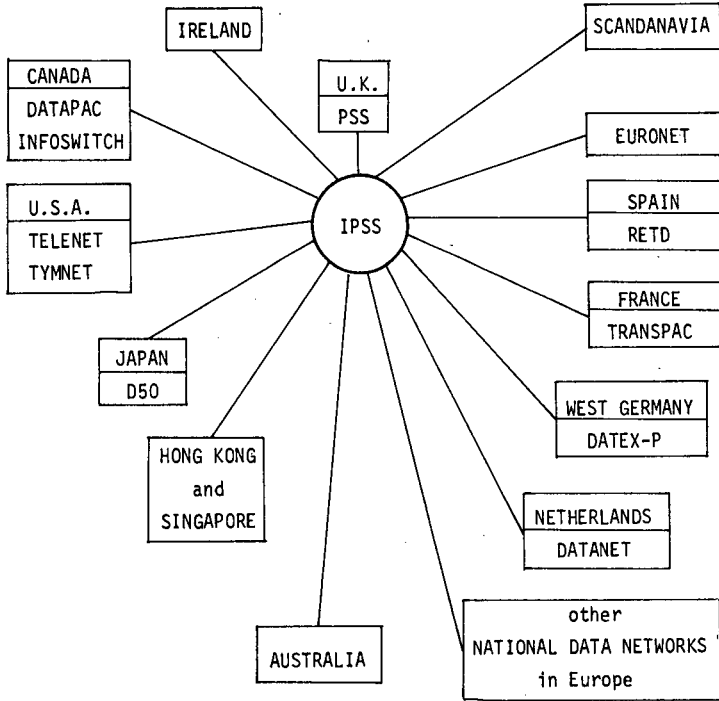 IRELAND
SCANDANAVIA
CANADA
DATAPAC
INFOSWITCH
U.K.
PSS
EURONET
U.S.A.
TELENET
TYMNET
IPSS
SPAIN
RETD
FRANCE
TRANSPAC
JAPAN
D50
WEST GERMANY
DATEX-P
HONG KONG
and
SINGAPORE
NETHERLANDS
DATANET
AUSTRALIA
other
NATIONAL DATA NETWORKS
in Europe